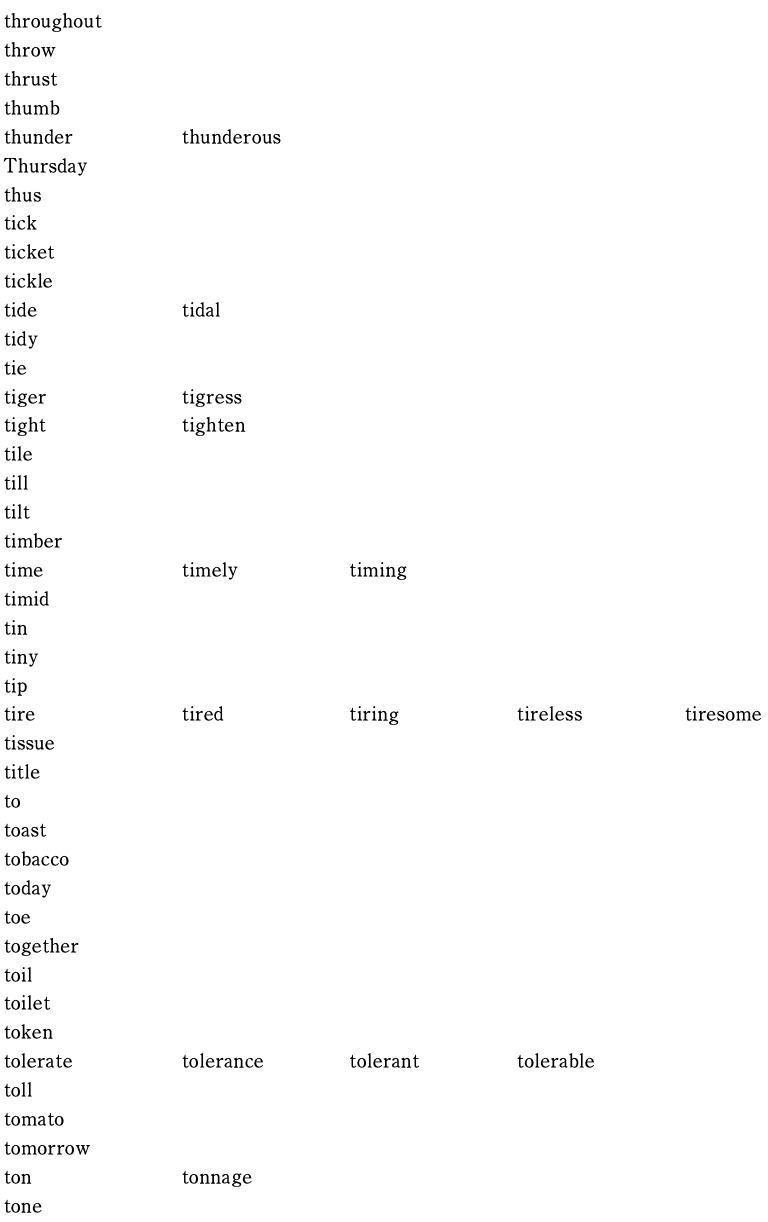 throughout
throw
thrust
thumb
thunder thunderous
Thursday
thus
tick
ticket
tickle
tide tidal
tidy
tie
tiger tigress
tight tighten
tile
till
tilt
timber
time timely timing
timid
tin
tiny
tip
tire tired tiring tireless tiresome
tissue
title
to
toast
tobacco
today
toe
together
toil
toilet
token
tolerate tolerance tolerant tolerable
toll
tomato
tomorrow
ton tonnage
tone